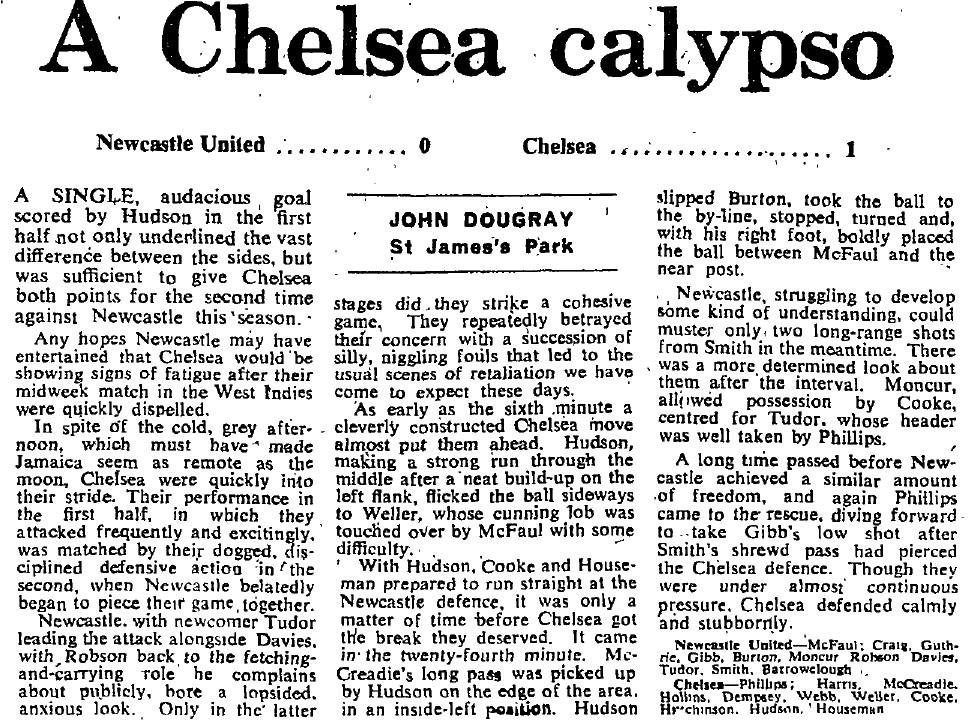 A Chelsea calypso
Newcastle United ............ 0 Chelsea .................... 1
A SINGLE, audacious goal
scored by Hudson in the first
half not only underlined the vast
difference between the sides, but
was sufficient to give Chelsea
both points for the second time
against Newcastle this season.
Any hopes Newcastle may have
entertained that Chelsea would be
showing signs of fatigue after their
midweek match in the West Indies
were quickly dispelled.
In spite of the cold, grey after-
noon, which must have made
Jamaica seem as remote as the
moon, Chelsea were quickly into
their stride. Their performance in
the first half, in which they
attacked frequently and excitingly,
was matched by their dogged, dis-
ciplined defensive action in the
second, when Newcastle belatedly
began to piece their game together.
Newcastle, with newcomer Tudor
leading the attack alongside Davies,
with Robson back to the fetching-
and-carrying role he complains
about publicly, bore a lopsided,
anxious look. Only in the latter
JOHN DOUGRAY
St James's Park
stages did they strike a cohesive
game. They repeatedly betrayed
their concern with a succession of
silly, niggling fouls that led to the
usual scenes of retaliation we have
come to expect these days.
As early as the sixth minute a
cleverly constructed Chelsea move
almost put them ahead. Hudson,
making a strong run through the
middle after a neat build-up on the
left flank, flicked the ball sideways
to Weller, whose cunning lob was
touched over by McFaul with some
difficulty.
With Hudson, Cooke and House-
man prepared to run straight at the
Newcastle defence, it was only a
matter of time before Chelsea got
the break they deserved. It came
in the twenty-fourth minute. Mc-
Creadie's long pass was picked up
by Hudson on the edge of the area,
in an inside-left position. Hudson
slipped Burton, took the ball to
the by-line, stopped, turned and,
with his right foot, boldly placed
the ball between McFaul and the
near post.
Newcastle, struggling to develop
some kind of understanding, could
muster only two long-range shots
from Smith in the meantime. There
was a more determined look about
them after the interval. Moncur,
allowed possession by Cooke,
centred for Tudor, whose header
was well taken by Phillips.
A long time passed before New-
castle achieved a similar amount
of freedom, and again Phillips
came to the rescue, diving forward
to take Gibb's low shot after
Smith's shrewd pass had pierced
the Chelsea defence. Though they
were under almost continuous
pressure, Chelsea defended calmly
and stubbornly.
Newcastle United—McFaul; Craig, Guth-
rie, Gibb, Burton, Moncur Robson Davies,
Tudor, Smith, Barrowclough
Chelsea—Phillips; Harris, McCreadie,
Hollins, Dempsey, Webb, Weller, Cooke,
Hutchinson, Hudson, Houseman